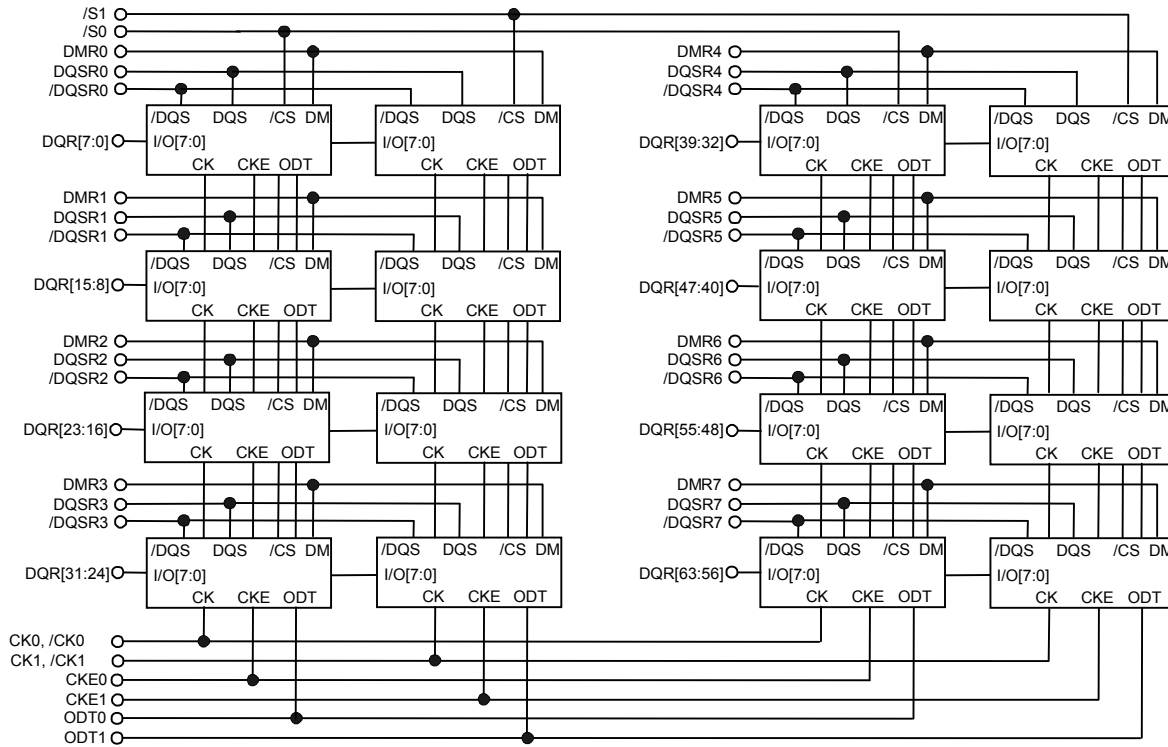 /S1
/S0
DMR0 DMR4
DQSR0 DQSR4
/DQSR0 /DQSR4
/DQS DQS /CS DM /DQS DQS /CS DM /DQS DQS /CS DM /DQS DQS /CS DM
DQR[7:0] I/O[7:0] I/O[7:0] DQR[39:32] I/O[7:0] I/O[7:0]
CK CKE ODT CK CKE ODT CK CKE ODT CK CKE ODT
DMR1 DMR5
DQSR1 DQSR5
/DQSR1 /DQSR5
/DQS DQS /CS DM /DQS DQS /CS DM /DQS DQS /CS DM /DQS DQS /CS DM
DQR[15:8] I/O[7:0] I/O[7:0] DQR[47:40] I/O[7:0] I/O[7:0]
CK CKE ODT CK CKE ODT CK CKE ODT CK CKE ODT
DMR2 DMR6
DQSR2 DQSR6
/DQSR2 /DQSR6
/DQS DQS /CS DM /DQS DQS /CS DM /DQS DQS /CS DM /DQS DQS /CS DM
DQR[23:16] I/O[7:0] I/O[7:0] DQR[55:48] I/O[7:0] I/O[7:0]
CK CKE ODT CK CKE ODT CK CKE ODT CK CKE ODT
DMR3 DMR7
DQSR3 DQSR7
/DQSR3 /DQSR7
/DQS DQS /CS DM /DQS DQS /CS DM /DQS DQS /CS DM /DQS DQS /CS DM
DQR[31:24] I/O[7:0] I/O[7:0] DQR[63:56] I/O[7:0] I/O[7:0]
CK CKE ODT CK CKE ODT CK CKE ODT CK CKE ODT
CK0, /CK0
CK1, /CK1
CKE0
CKE1
ODT0
ODT1